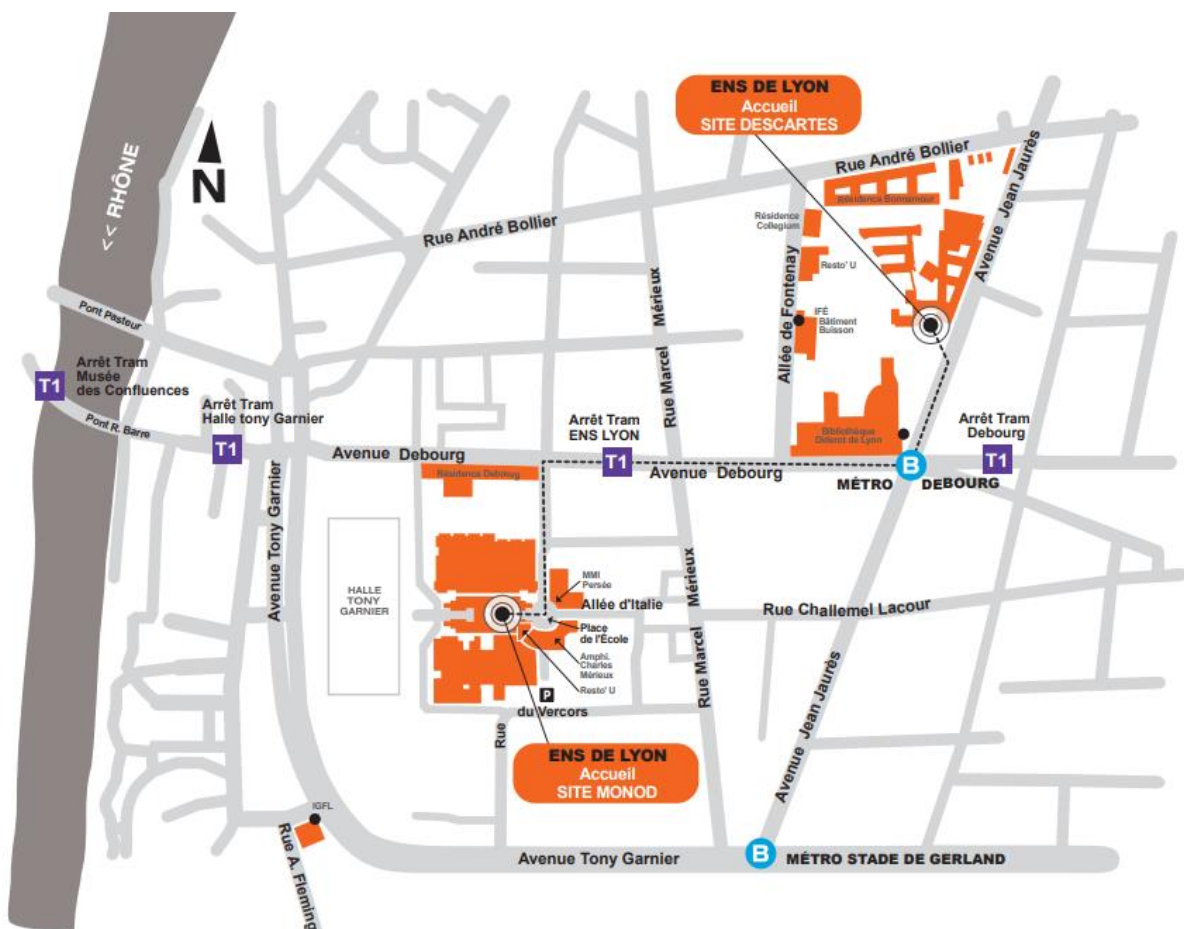 ENS DE LYON
Accueil
SITE DESCARTES
Avenue Jean Jaurès
Rue André Bollier
<< RHÔNE
N
Résidence Bonnamour
Résidence
Collegium
Rue André Bollier
Resto' U
Allée de Fontenay
Rue Marcel Mérieux
Pont Pasteur
IFÉ
Bâtiment
Buisson
T1
Arrêt Tram
Musée
des Confluences
Pont R. Barre
Arrêt Tram
Halle tony Garnier
T1
Arrêt Tram
ENS LYON
T1
Bibliothèque
Diderot de Lyon
Arrêt Tram
Debourg
T1
Avenue Debourg
Avenue Debourg
B
MÉTRO DEBOURG
Résidence Debourg
Avenue Tony Garnier
HALLE
TONY
GARNIER
MMI
Persée
Allée d'Italie
Place
de l'École
Amphi.
Charles
Mérieux
Resto' U
P
Rue du Vercors
Rue Marcel Mérieux
Rue Challemel Lacour
Avenue Jean Jaurès
ENS DE LYON
Accueil
SITE MONOD
IGFL
Rue A. Fleming
Avenue Tony Garnier
B
MÉTRO STADE DE GERLAND